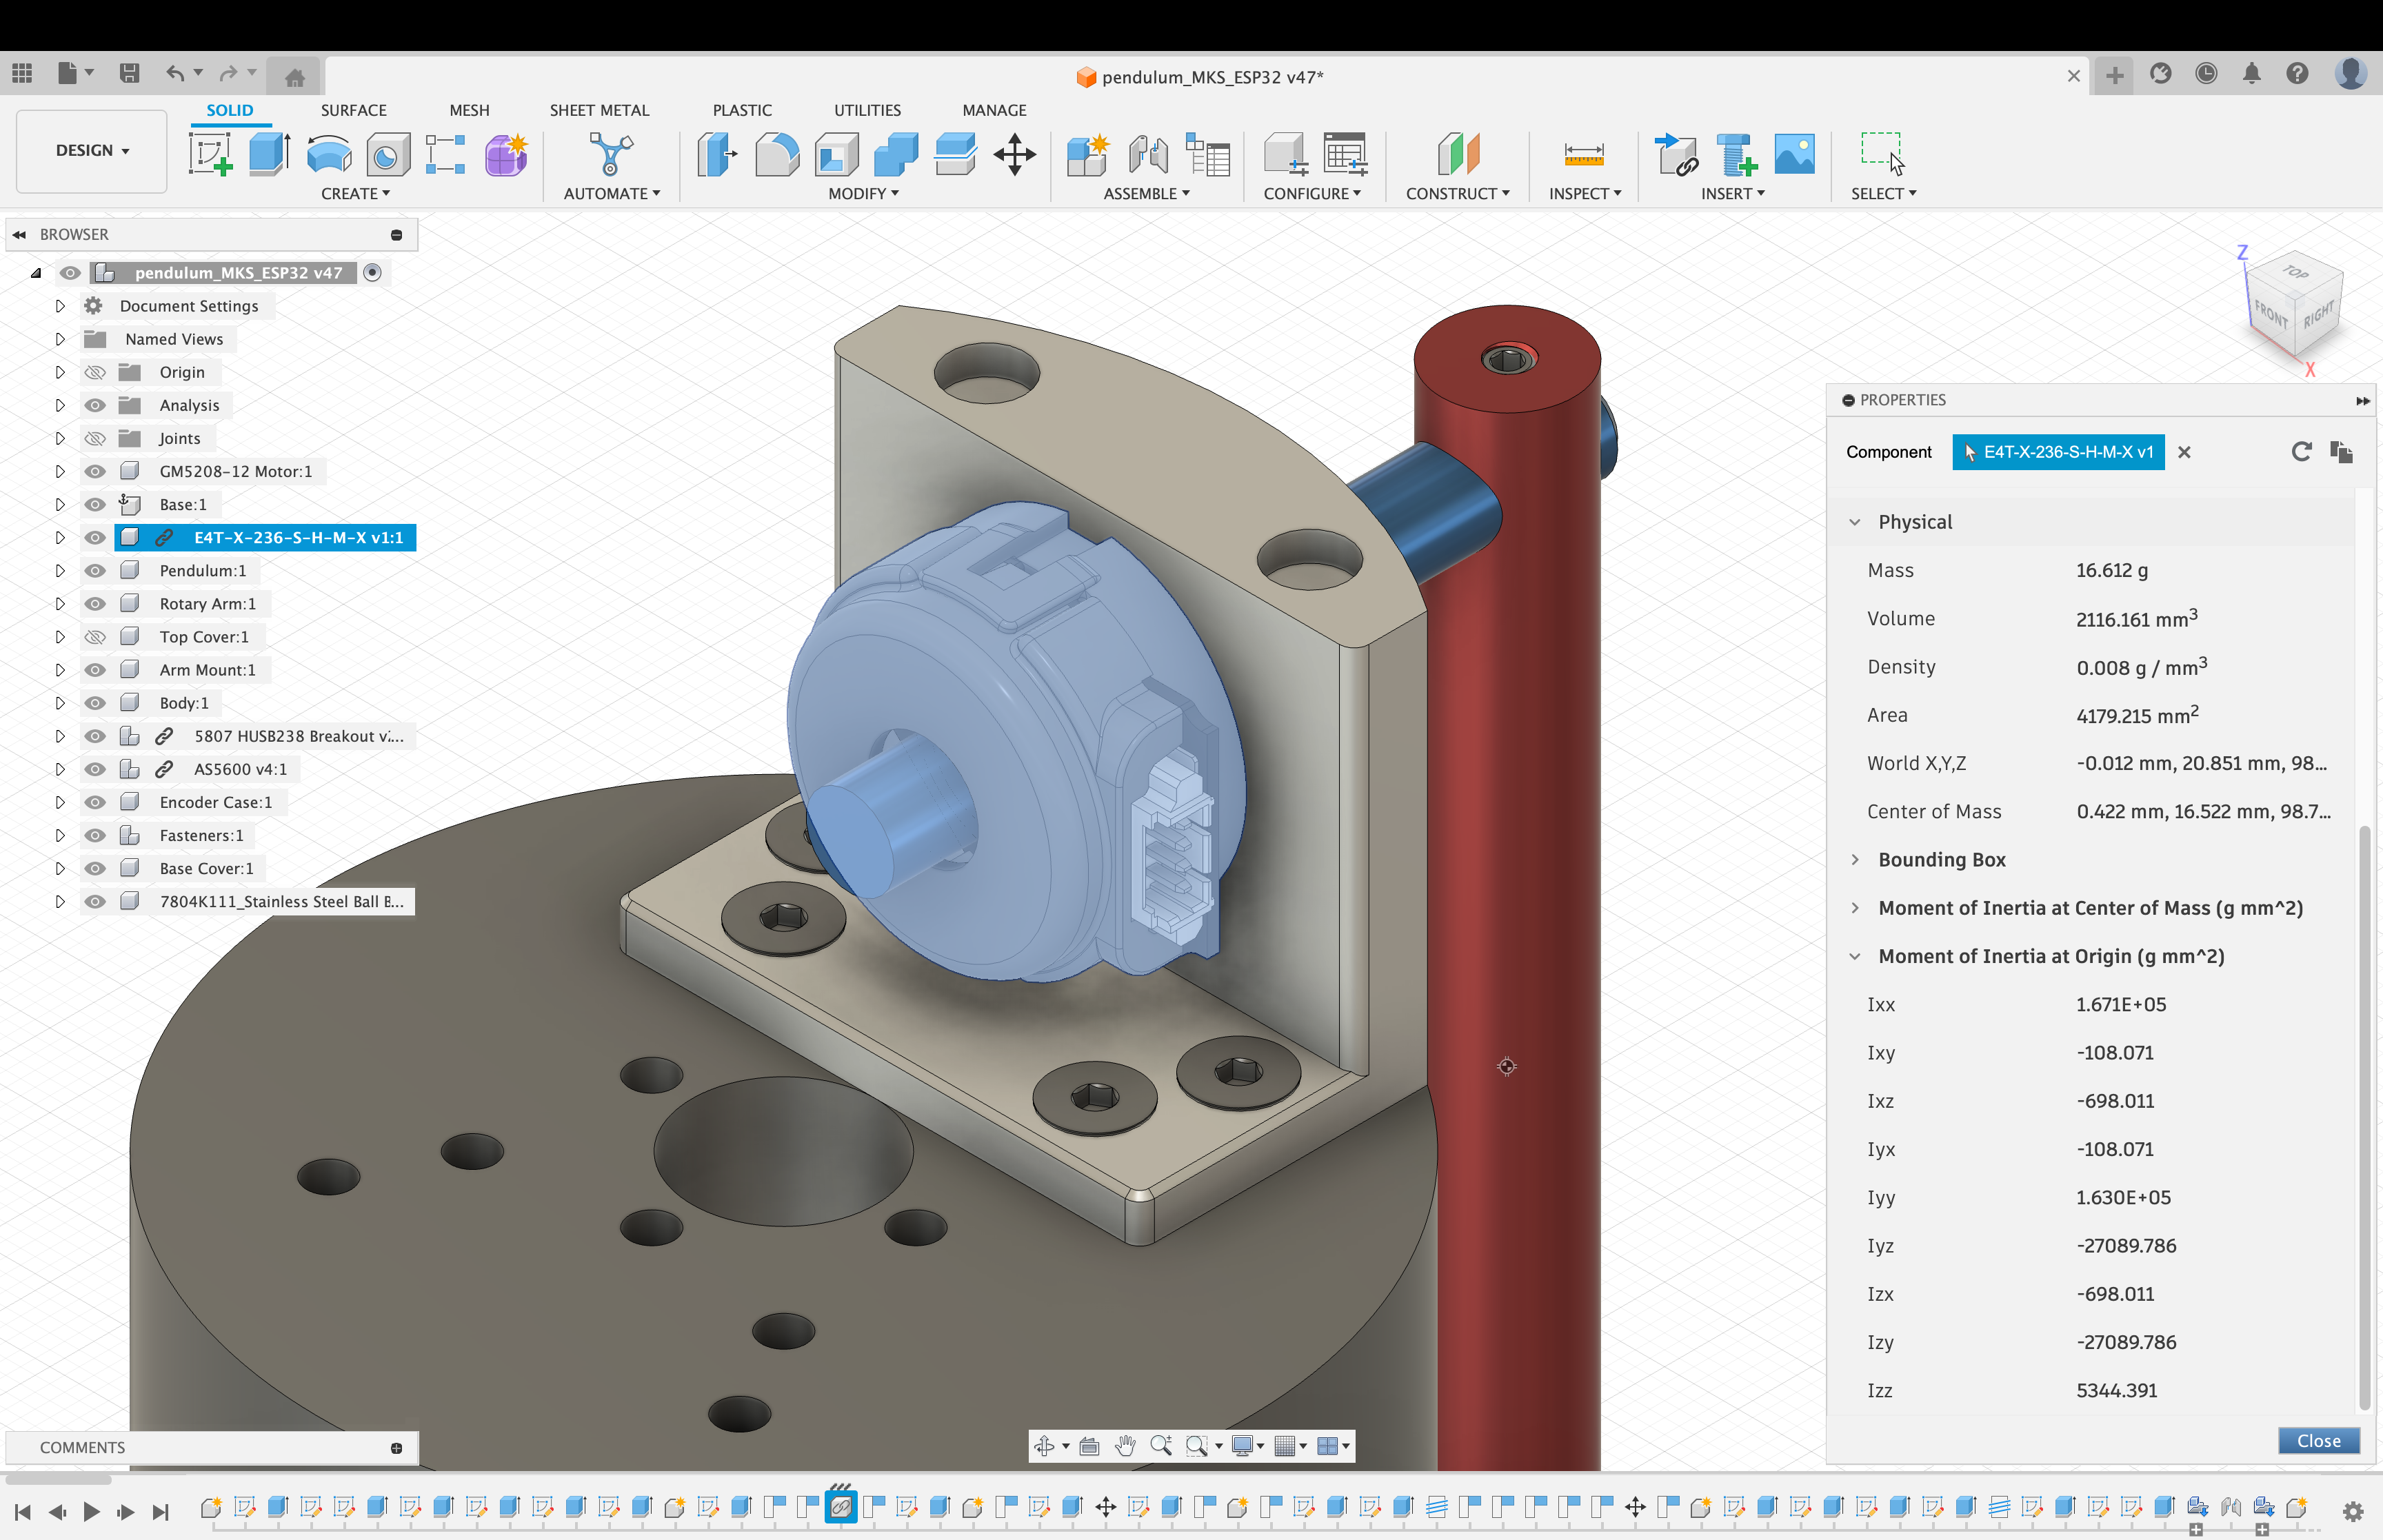 pendulum_MKS_ESP32 v47*
DESIGN
SOLID
SURFACE
MESH
SHEET METAL
PLASTIC
UTILITIES
MANAGE
CREATE
AUTOMATE
MODIFY
ASSEMBLE
CONFIGURE
CONSTRUCT
INSPECT
INSERT
SELECT
BROWSER
pendulum_MKS_ESP32 v47
Document Settings
Named Views
Origin
Analysis
Joints
GM5208-12 Motor:1
Base:1
E4T-X-236-S-H-M-X v1:1
Pendulum:1
Rotary Arm:1
Top Cover:1
Arm Mount:1
Body:1
5807 HUSB238 Breakout v:...
AS5600 v4:1
Encoder Case:1
Fasteners:1
Base Cover:1
7804K111_Stainless Steel Ball B...
Z
TOP
FRONT
RIGHT
X
PROPERTIES
Component E4T-X-236-S-H-M-X v1
Physical
Mass 16.612 g
Volume 2116.161 mm^3
Density 0.008 g / mm^3
Area 4179.215 mm^2
World X,Y,Z -0.012 mm, 20.851 mm, 98...
Center of Mass 0.422 mm, 16.522 mm, 98.7...
Bounding Box
Moment of Inertia at Center of Mass (g mm^2)
Moment of Inertia at Origin (g mm^2)
Ixx 1.671E+05
Ixy -108.071
Ixz -698.011
Iyx -108.071
Iyy 1.630E+05
Iyz -27089.786
Izx -698.011
Izy -27089.786
Izz 5344.391
Close
COMMENTS